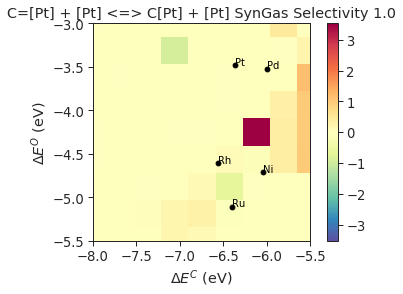 C=[Pt] + [Pt] <=> C[Pt] + [Pt] SynGas Selectivity 1.0
−3.0
−3.5
−4.0
−4.5
−5.0
−5.5
ΔE^O (eV)
Pt
Pd
Rh
Ni
Ru
−8.0 −7.5 −7.0 −6.5 −6.0 −5.5
ΔE^C (eV)
3
2
1
0
−1
−2
−3